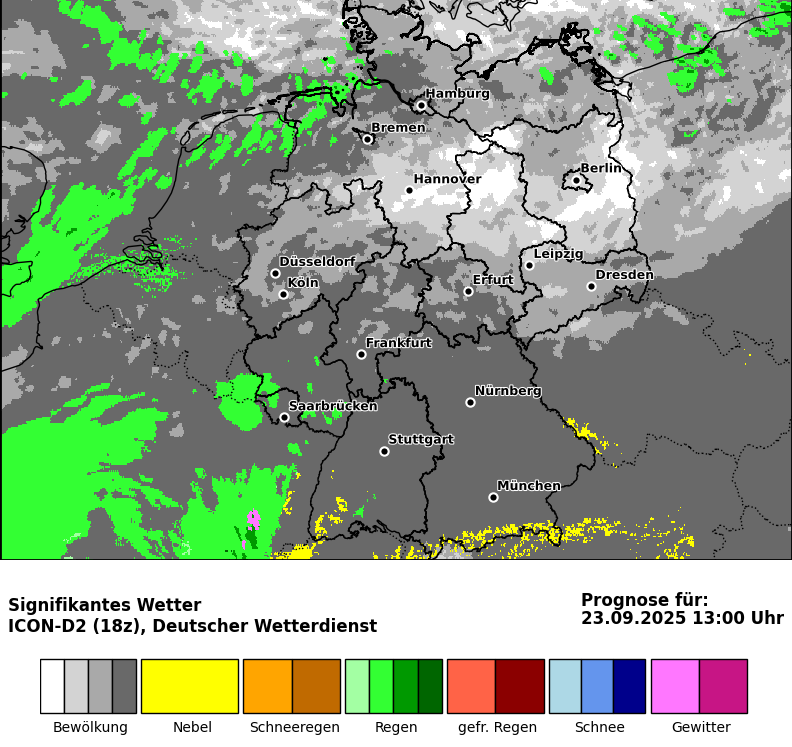 Hamburg
Bremen
Berlin
Hannover
Leipzig
Düsseldorf
Dresden
Köln
Erfurt
Frankfurt
Nürnberg
Saarbrücken
Stuttgart
München
Signifikantes Wetter
ICON-D2 (18z), Deutscher Wetterdienst
Prognose für:
23.09.2025 13:00 Uhr
Bewölkung Nebel Schneeregen Regen gefr. Regen Schnee Gewitter